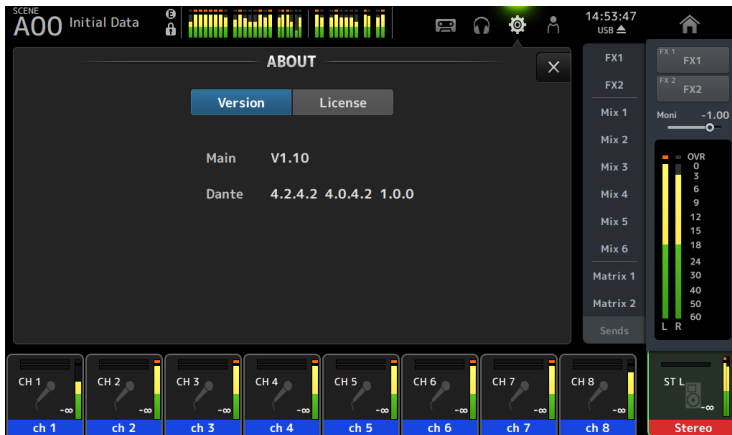 SCENE
A00 Initial Data
E
14:53:47
USB
ABOUT
Version License
Main V1.10
Dante 4.2.4.2 4.0.4.2 1.0.0
FX1
FX2
Mix 1
Mix 2
Mix 3
Mix 4
Mix 5
Mix 6
Matrix 1
Matrix 2
Sends
FX 1
FX1
FX 2
FX2
Moni -1.00
OVR
0
3
6
9
12
15
18
24
30
40
50
60
L R
CH 1 CH 2 CH 3 CH 4 CH 5 CH 6 CH 7 CH 8 ST L
-∞ -∞ -∞ -∞ -∞ -∞ -∞ -∞ -∞
ch 1 ch 2 ch 3 ch 4 ch 5 ch 6 ch 7 ch 8 Stereo